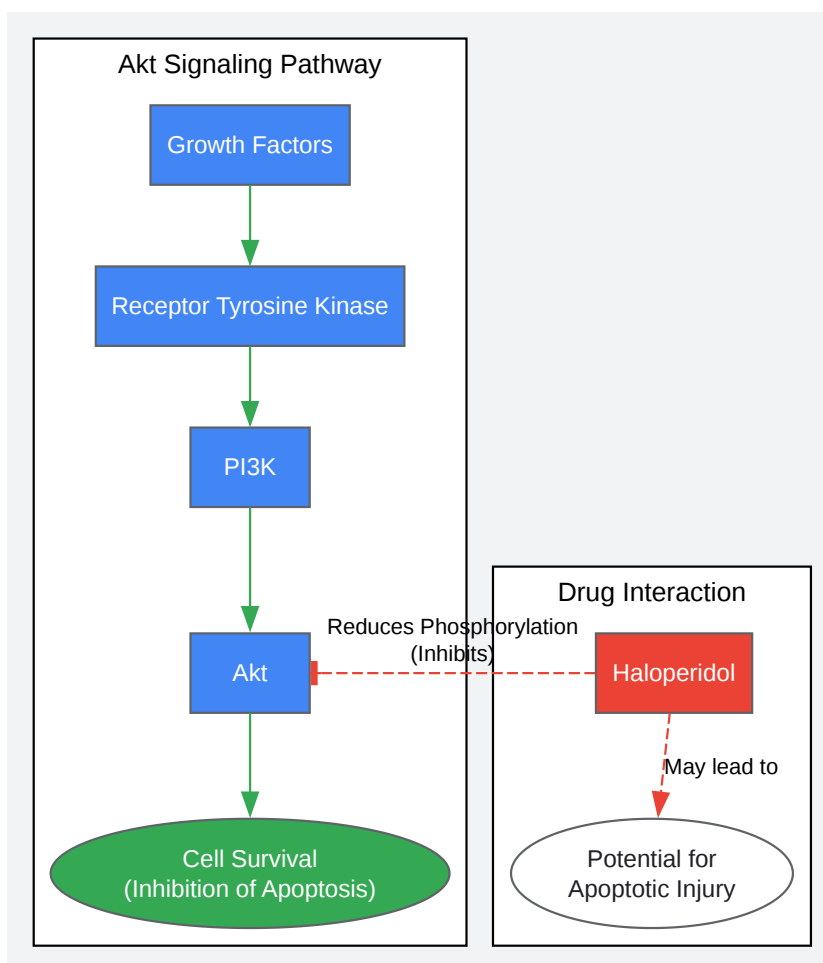 Akt Signaling Pathway
Growth Factors
Receptor Tyrosine Kinase
PI3K
Akt
Cell Survival
(Inhibition of Apoptosis)
Reduces Phosphorylation
(Inhibits)
Drug Interaction
Haloperidol
May lead to
Potential for
Apoptotic Injury